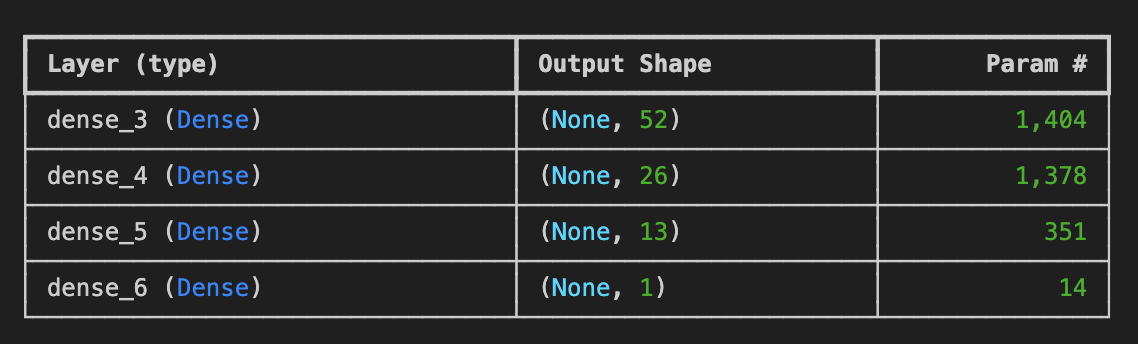 Layer (type) Output Shape Param #
dense_3 (Dense) (None, 52) 1,404
dense_4 (Dense) (None, 26) 1,378
dense_5 (Dense) (None, 13) 351
dense_6 (Dense) (None, 1) 14